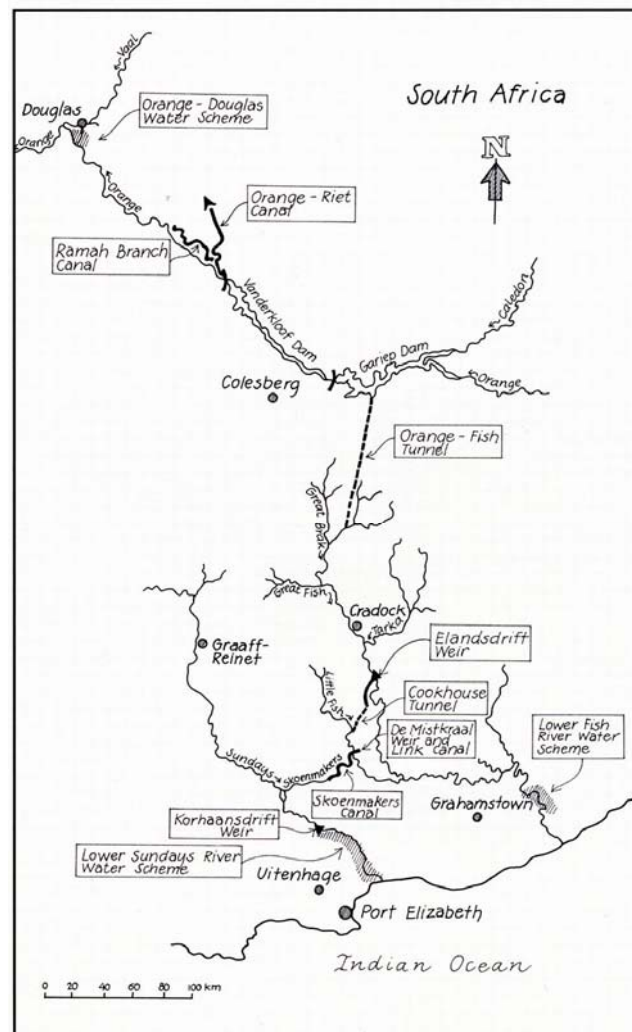 South Africa
N
Vaal
Douglas
Orange - Douglas
Water Scheme
Orange
Orange
Orange - Riet
Canal
Ramah Branch
Canal
Vanderkloof Dam
Caledon
Gariep Dam
Orange
Colesberg
Orange - Fish
Tunnel
Great Brak
Great Fish
Cradock
Tarka
Graaff-
Reinet
Elandsdrift
Weir
Little Fish
Cookhouse
Tunnel
De Mistkraal
Weir and
Link Canal
Lower Fish
River Water
Scheme
Sundays
Skoenmakers
Skoenmakers
Canal
Grahamstown
Korhaansdrift
Weir
Lower Sundays River
Water Scheme
Uitenhage
Port Elizabeth
Indian Ocean
0 20 40 60 80 100 km